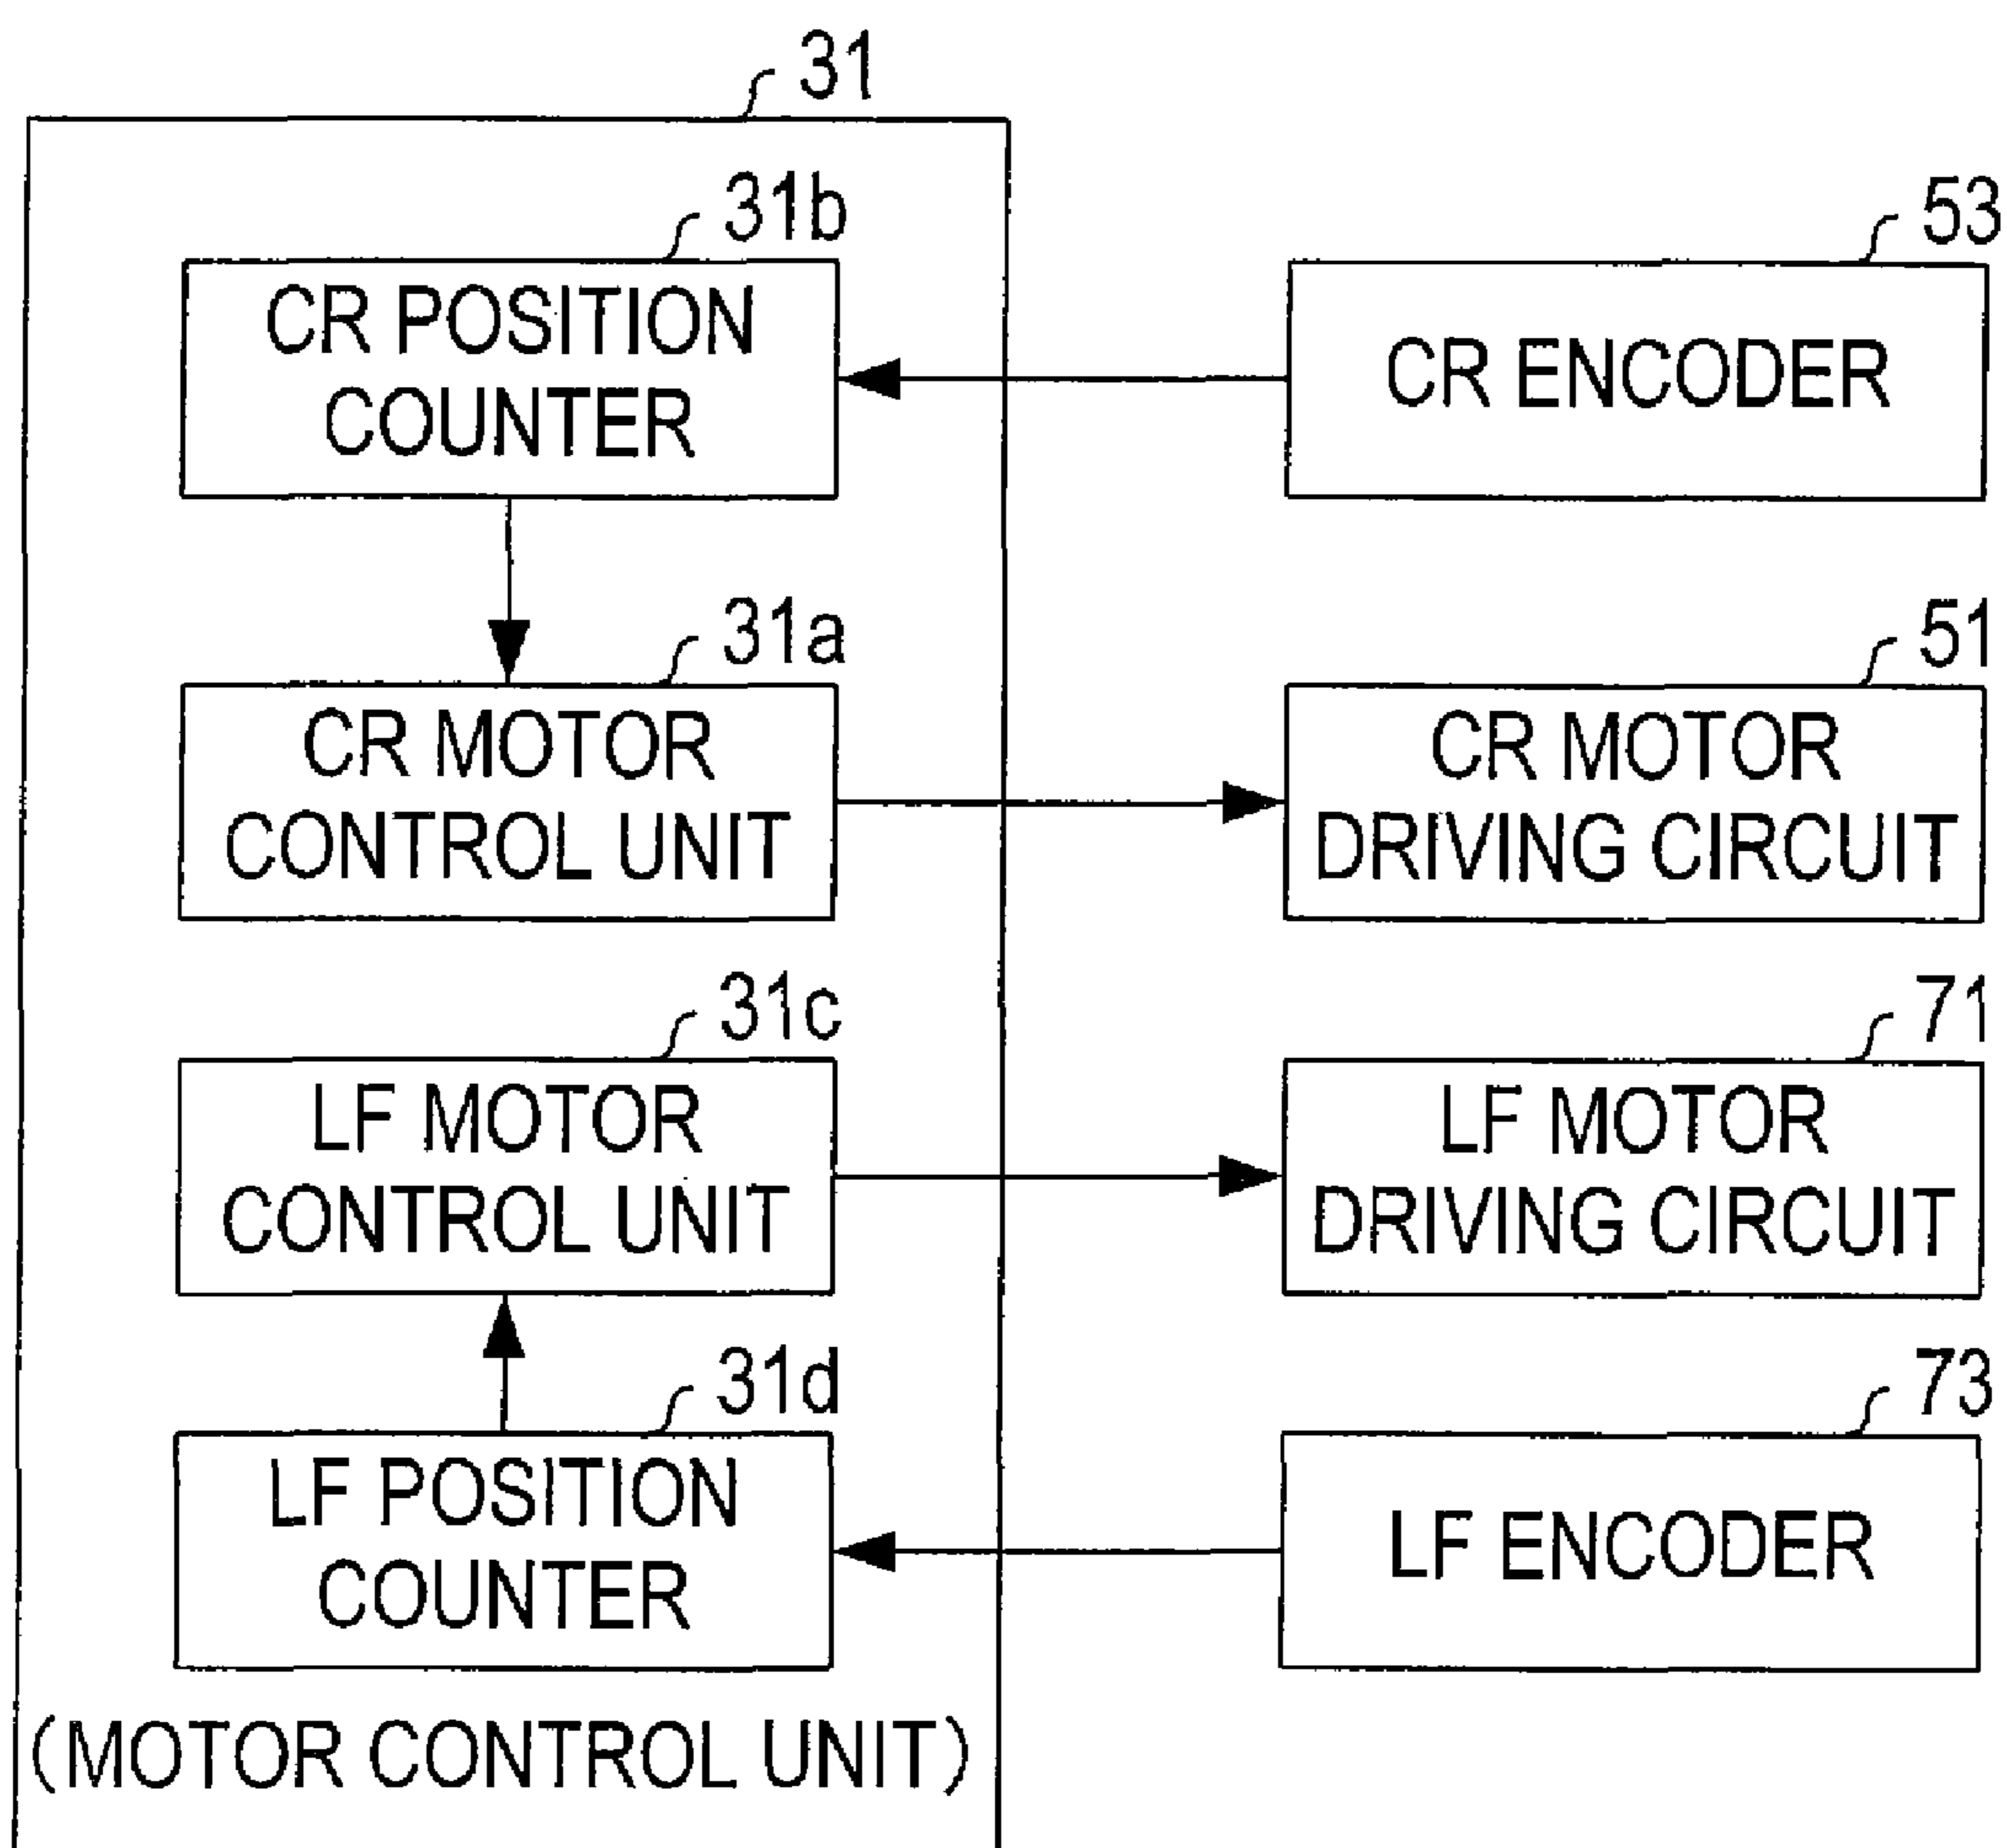 31
31b
53
CR POSITION
COUNTER
CR ENCODER
31a
51
CR MOTOR
CONTROL UNIT
CR MOTOR
DRIVING CIRCUIT
31c
71
LF MOTOR
CONTROL UNIT
LF MOTOR
DRIVING CIRCUIT
31d
73
LF POSITION
COUNTER
LF ENCODER
(MOTOR CONTROL UNIT)